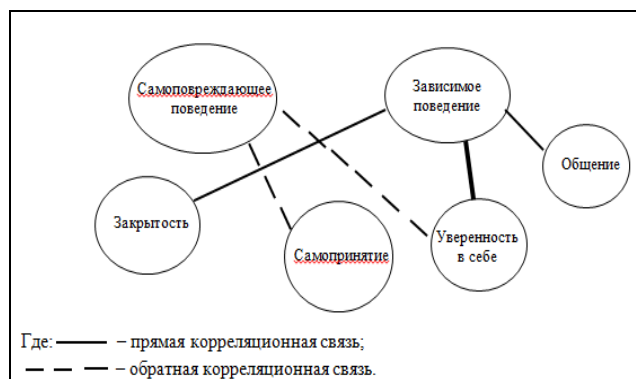 Самоповреждающее
поведение
Зависимое
поведение
Общение
Закрытость
Самопринятие
Уверенность
в себе
Где: – прямая корреляционная связь;
– обратная корреляционная связь.